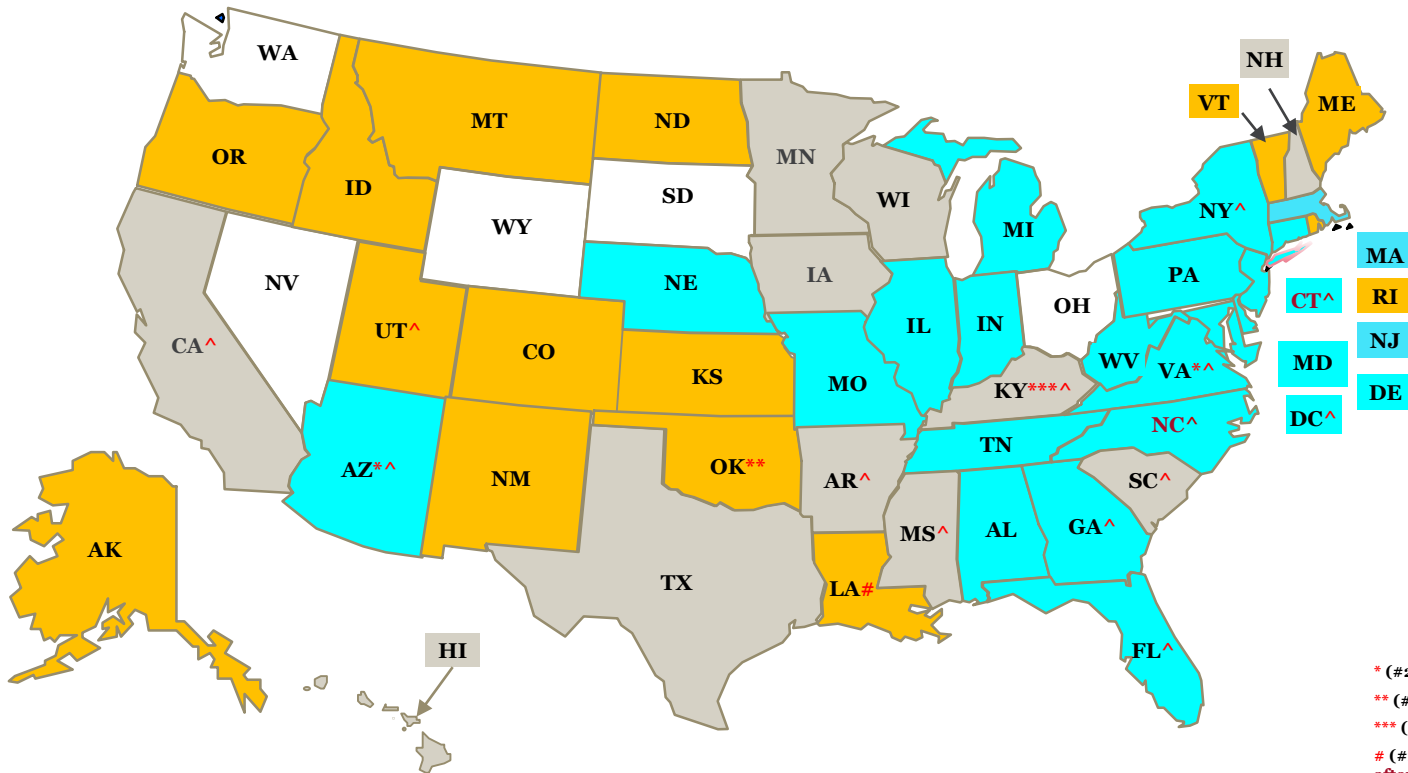 WA
NH
VT
ME
MT
ND
OR
MN
ID
WI
SD
NY^
WY
MI
MA
PA
NE
IA
NV
CT^
RI
OH
IL
IN
UT^
NJ
CA^
CO
WV
MD
VA*^
KS
MO
KY***^
DE
DC^
NC^
TN
AZ*^
OK**
NM
AR^
SC^
MS^
AL
GA^
AK
TX
LA#
HI
FL^
* (#2
** (#
*** (
# (#